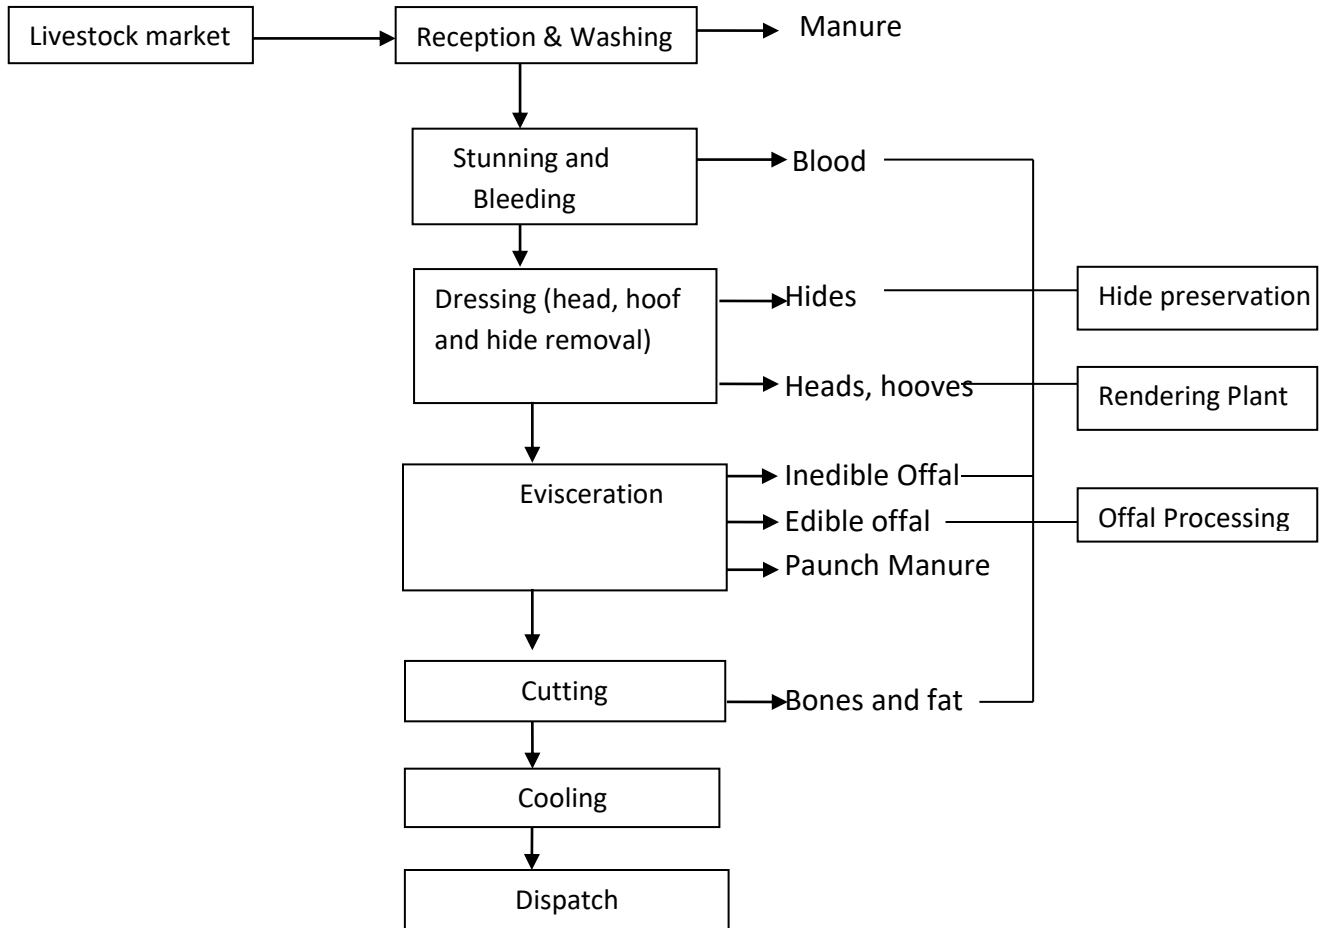 Livestock market
Reception & Washing
Manure
Stunning and
Bleeding
Blood
Dressing (head, hoof
and hide removal)
Hides
Hide preservation
Heads, hooves
Rendering Plant
Evisceration
Inedible Offal
Edible offal
Offal Processing
Paunch Manure
Cutting
Bones and fat
Cooling
Dispatch